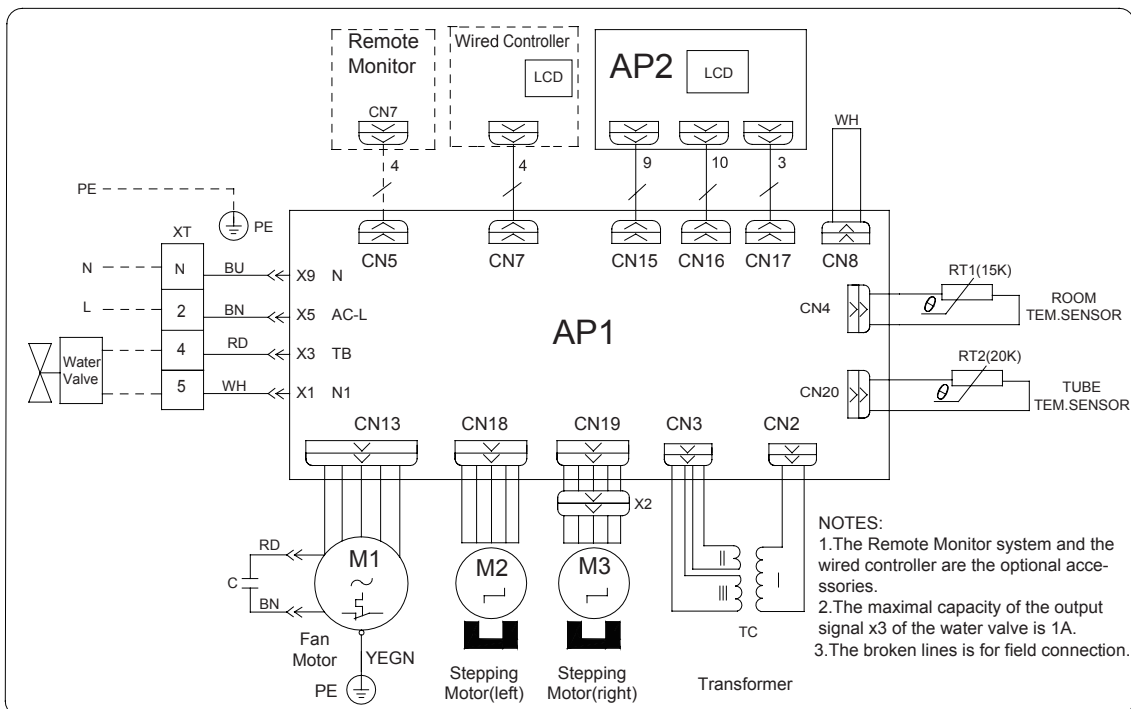 Remote
Monitor
CN7
Wired Controller
LCD
AP2
LCD
4
4
9
10
3
WH
PE
PE
CN5
CN7
CN15
CN16
CN17
CN8
XT
N
N
BU
X9
N
L
2
BN
X5
AC-L
4
RD
X3
TB
5
WH
X1
N1
Water
Valve
AP1
CN4
RT1(15K)
θ
ROOM
TEM.SENSOR
CN20
RT2(20K)
θ
TUBE
TEM.SENSOR
CN13
CN18
CN19
CN3
CN2
X2
RD
C
BN
M1
Fan
Motor
YEGN
PE
M2
Stepping
Motor(left)
M3
Stepping
Motor(right)
TC
Transformer
NOTES:
1.The Remote Monitor system and the
wired controller are the optional acce-
ssories.
2.The maximal capacity of the output
signal x3 of the water valve is 1A.
3.The broken lines is for field connection.